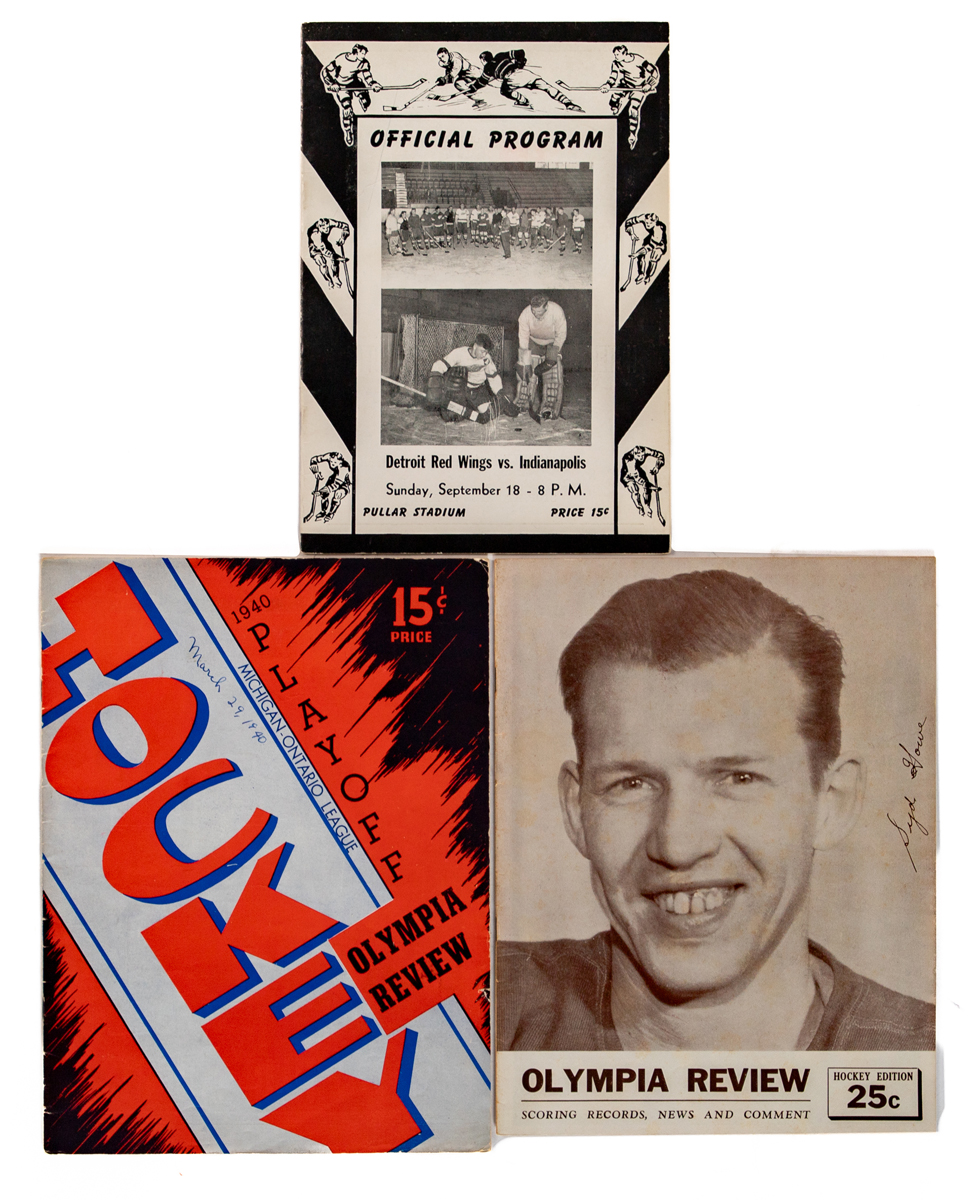 OFFICIAL PROGRAM
Detroit Red Wings vs. Indianapolis
Sunday, September 18 - 8 P. M.
PULLAR STADIUM PRICE 15¢
HOCKEY
15¢
PRICE
1940
PLAYOFF
MICHIGAN-ONTARIO LEAGUE
March 29, 1940
OLYMPIA
REVIEW
Syd Howe
OLYMPIA REVIEW
SCORING RECORDS, NEWS AND COMMENT
HOCKEY EDITION
25c